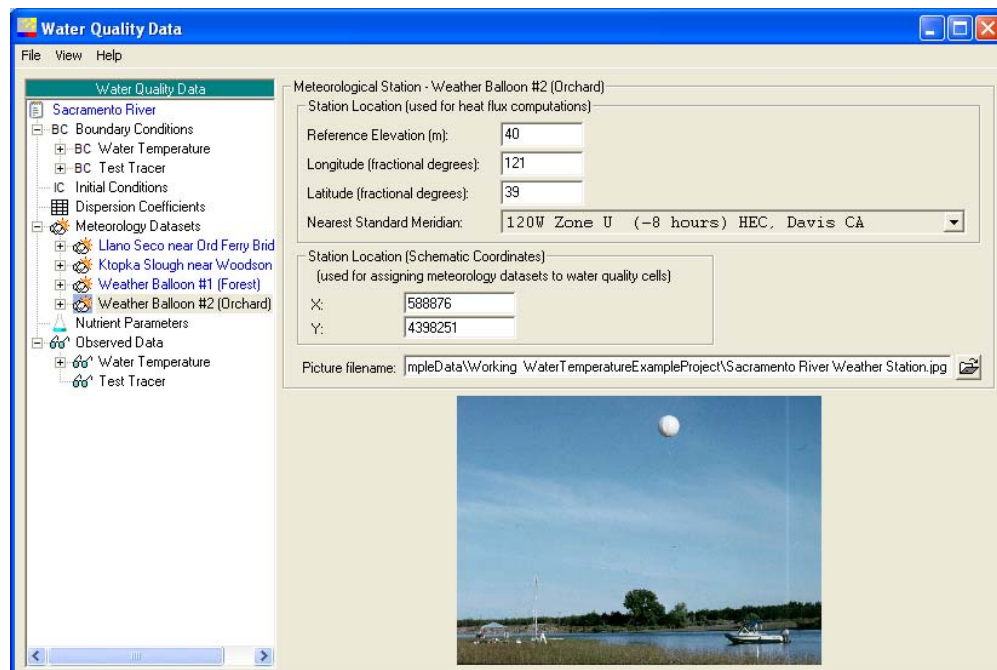 Water Quality Data
File View Help
Water Quality Data
Sacramento River
BC Boundary Conditions
BC Water Temperature
BC Test Tracer
IC Initial Conditions
Dispersion Coefficients
Meteorology Datasets
Llano Seco near Ord Ferry Brid
Ktopka Slough near Woodson
Weather Balloon #1 (Forest)
Weather Balloon #2 (Orchard)
Nutrient Parameters
Observed Data
Water Temperature
Test Tracer
Meteorological Station - Weather Balloon #2 (Orchard)
Station Location (used for heat flux computations)
Reference Elevation (m): 40
Longitude (fractional degrees): 121
Latitude (fractional degrees): 39
Nearest Standard Meridian: 120W Zone U (-8 hours) HEC, Davis CA
Station Location (Schematic Coordinates)
(used for assigning meteorology datasets to water quality cells)
X: 588876
Y: 4398251
Picture filename: mpleData\Working WaterTemperatureExampleProject\Sacramento River Weather Station.jpg